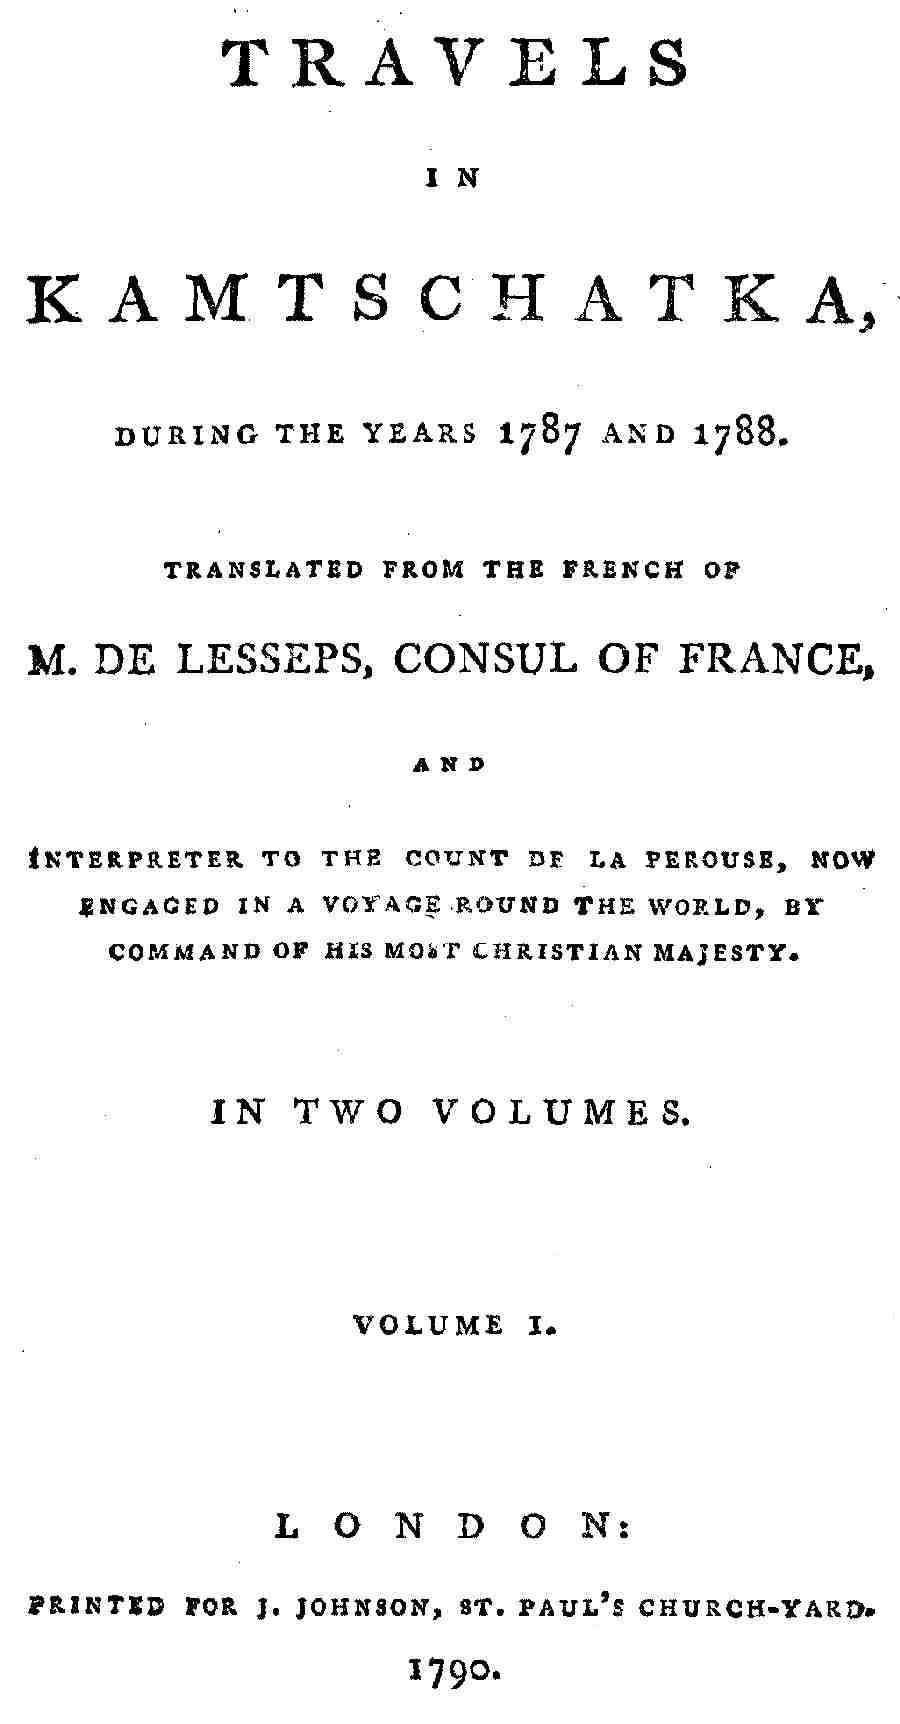 TRAVELS
IN
KAMTSCHATKA,
DURING THE YEARS 1787 AND 1788.
TRANSLATED FROM THE FRENCH OF
M. DE LESSEPS, CONSUL OF FRANCE,
AND
INTERPRETER TO THE COUNT DE LA PEROUSE, NOW
ENGAGED IN A VOYAGE ROUND THE WORLD, BY
COMMAND OF HIS MOST CHRISTIAN MAJESTY.
IN TWO VOLUMES.
VOLUME I.
LONDON:
PRINTED FOR J. JOHNSON, ST. PAUL'S CHURCH-YARD.
1790.